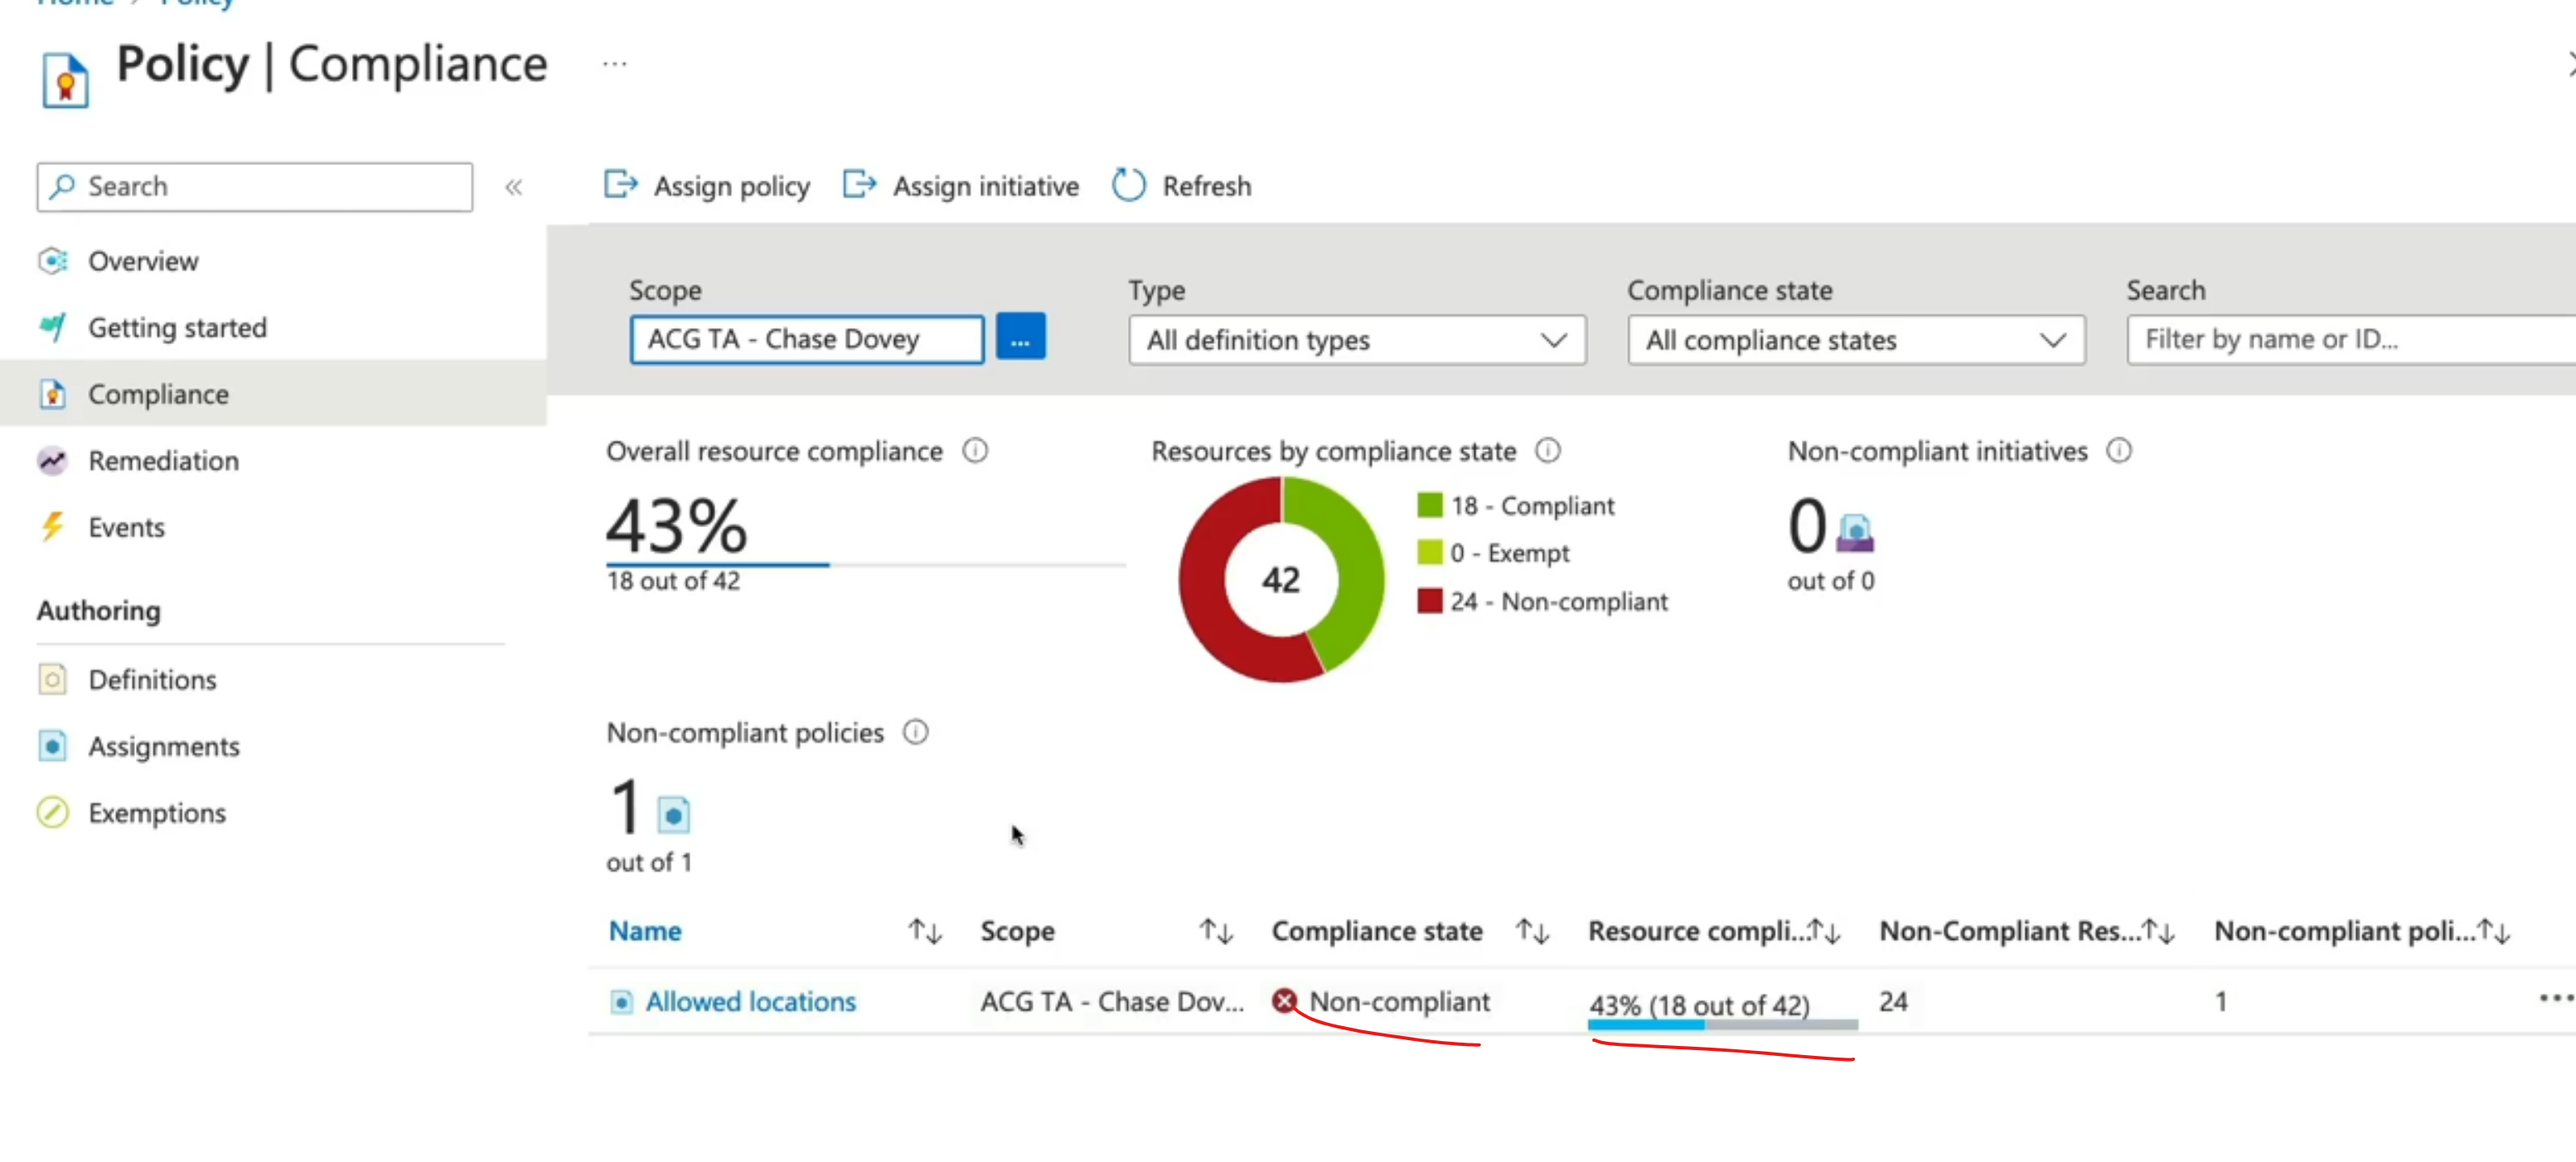 Home > Policy
Policy | Compliance ...
Search «
Overview
Getting started
Compliance
Remediation
Events
Authoring
Definitions
Assignments
Exemptions
Assign policy Assign initiative Refresh
Scope Type Compliance state Search
ACG TA - Chase Dovey ... All definition types All compliance states Filter by name or ID...
Overall resource compliance
43%
18 out of 42
Resources by compliance state
42
18 - Compliant
0 - Exempt
24 - Non-compliant
Non-compliant initiatives
0
out of 0
Non-compliant policies
1
out of 1
Name ↑↓ Scope ↑↓ Compliance state ↑↓ Resource compli...↑↓ Non-Compliant Res...↑↓ Non-compliant poli...↑↓
Allowed locations ACG TA - Chase Dov... Non-compliant 43% (18 out of 42) 24 1 ...